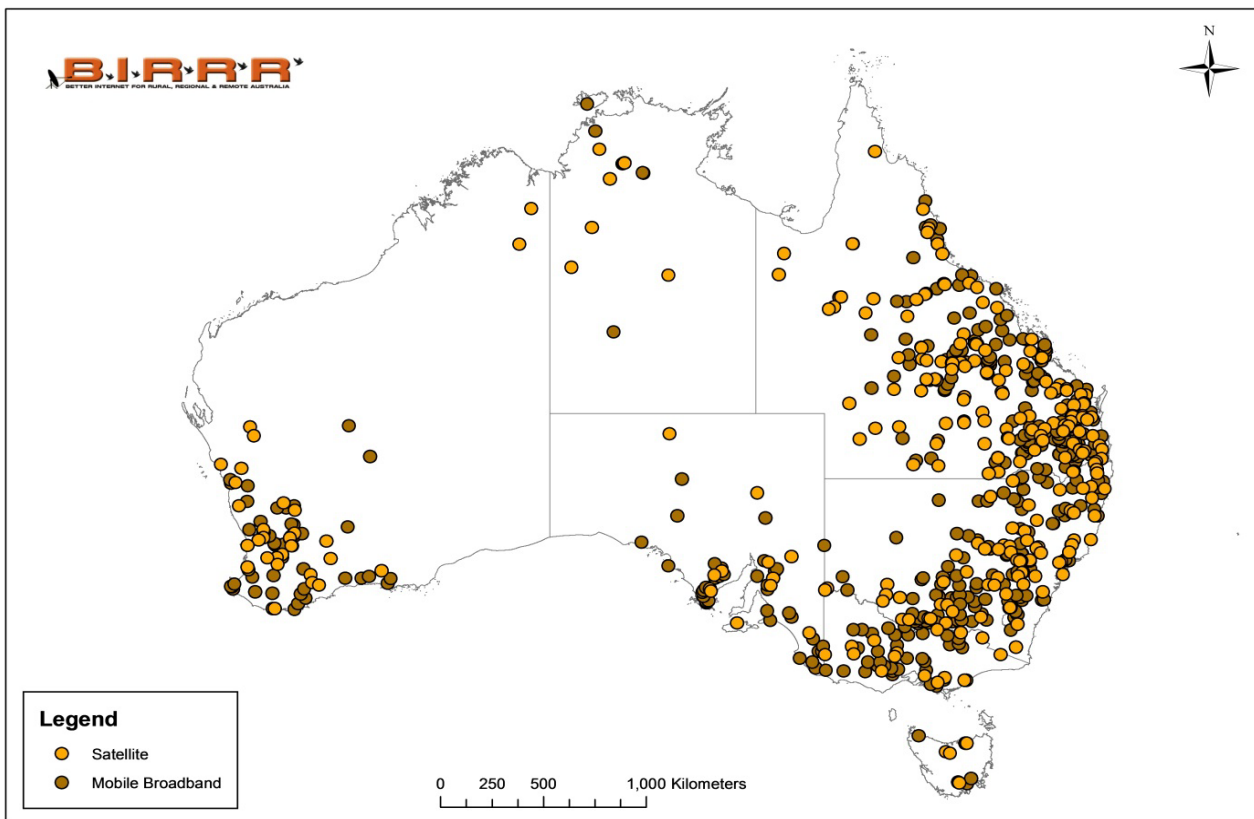 N
B.I.R.R.R
BETTER INTERNET FOR RURAL, REGIONAL & REMOTE AUSTRALIA
Legend
Satellite
Mobile Broadband
0 250 500 1,000 Kilometers